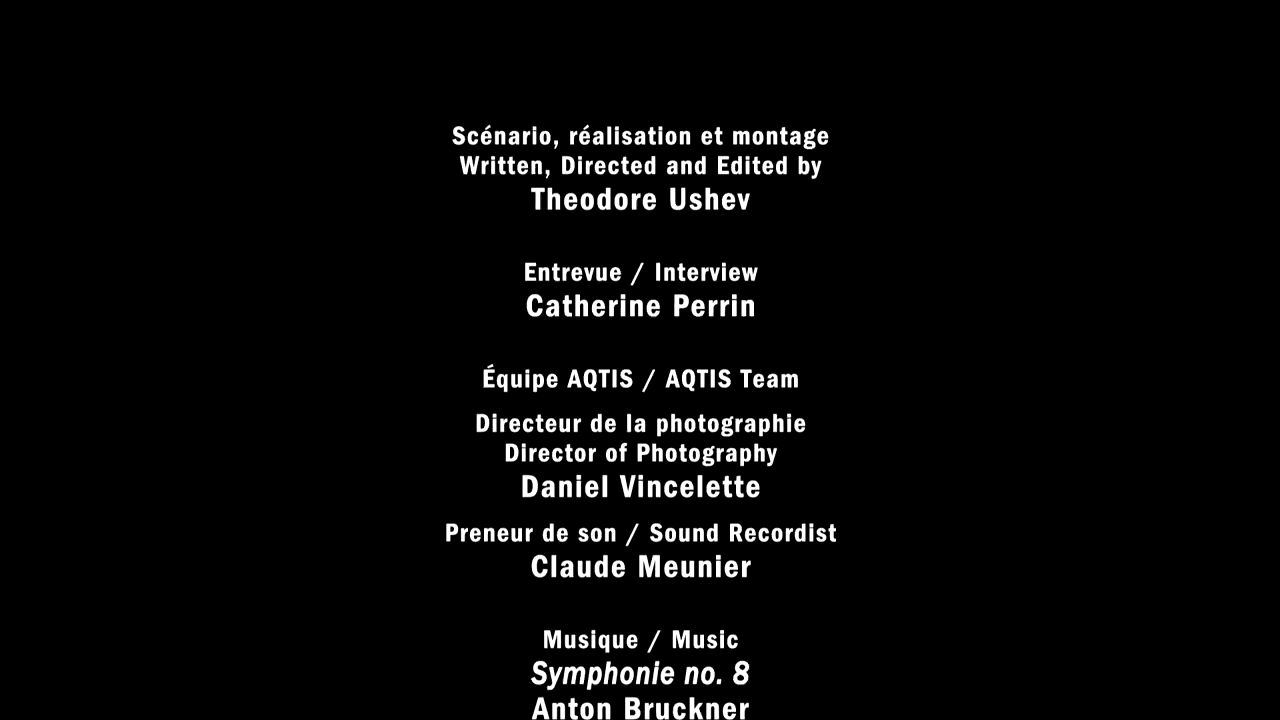 Scénario, réalisation et montage
Written, Directed and Edited by
Theodore Ushev
Entrevue / Interview
Catherine Perrin
Équipe AQTIS / AQTIS Team
Directeur de la photographie
Director of Photography
Daniel Vincelette
Preneur de son / Sound Recordist
Claude Meunier
Musique / Music
Symphonie no. 8
Anton Bruckner